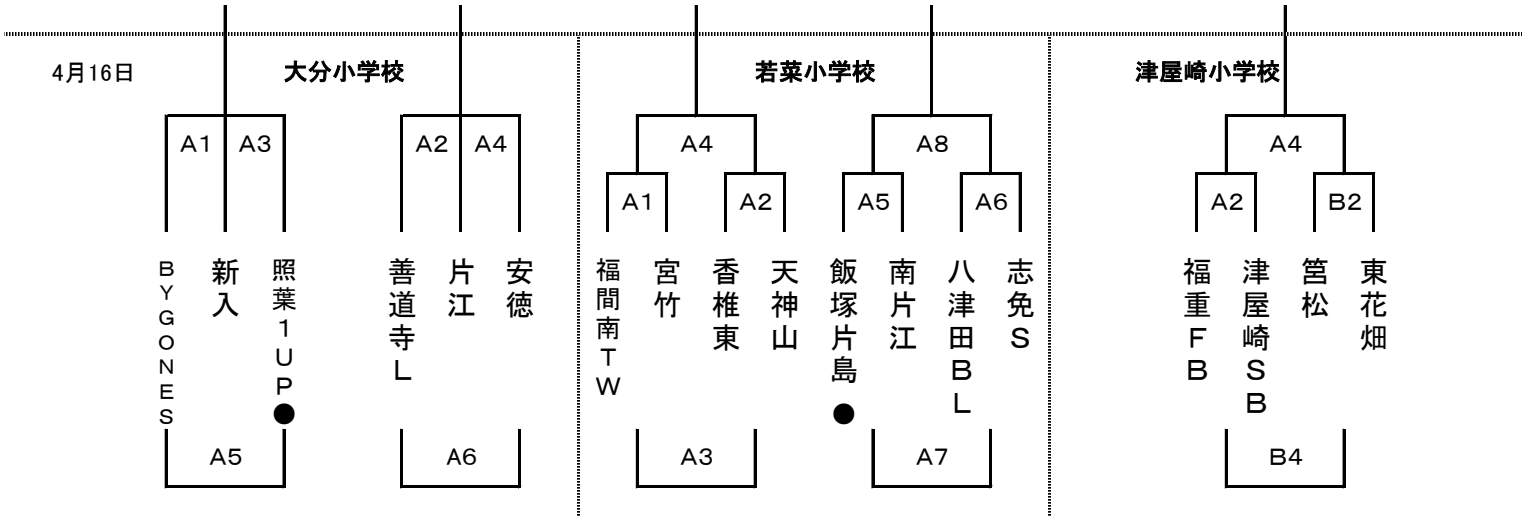 4月16日
大分小学校
若菜小学校
津屋崎小学校
A1
A3
A2
A4
A4
A8
A4
A1
A2
A5
A6
A2
B2
BYGONES
新入
照葉1UP●
善道寺L
片江
安徳
福間南TW
宮竹
香椎東
天神山
飯塚片島●
南片江
八津田BL
志免S
福重FB
津屋崎SB
筥松
東花畑
A5
A6
A3
A7
B4